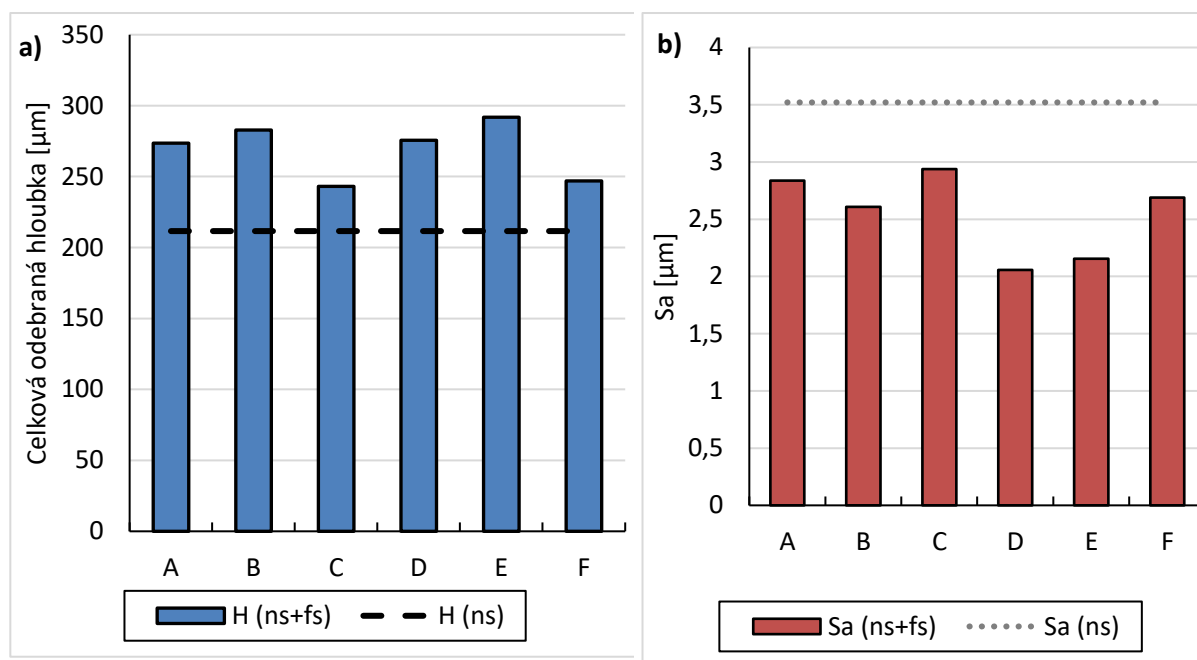 a)
Celková odebraná hloubka [µm]
350
300
250
200
150
100
50
0
A B C D E F
H (ns+fs) H (ns)
b)
Sa [µm]
4
3,5
3
2,5
2
1,5
1
0,5
0
A B C D E F
Sa (ns+fs) Sa (ns)